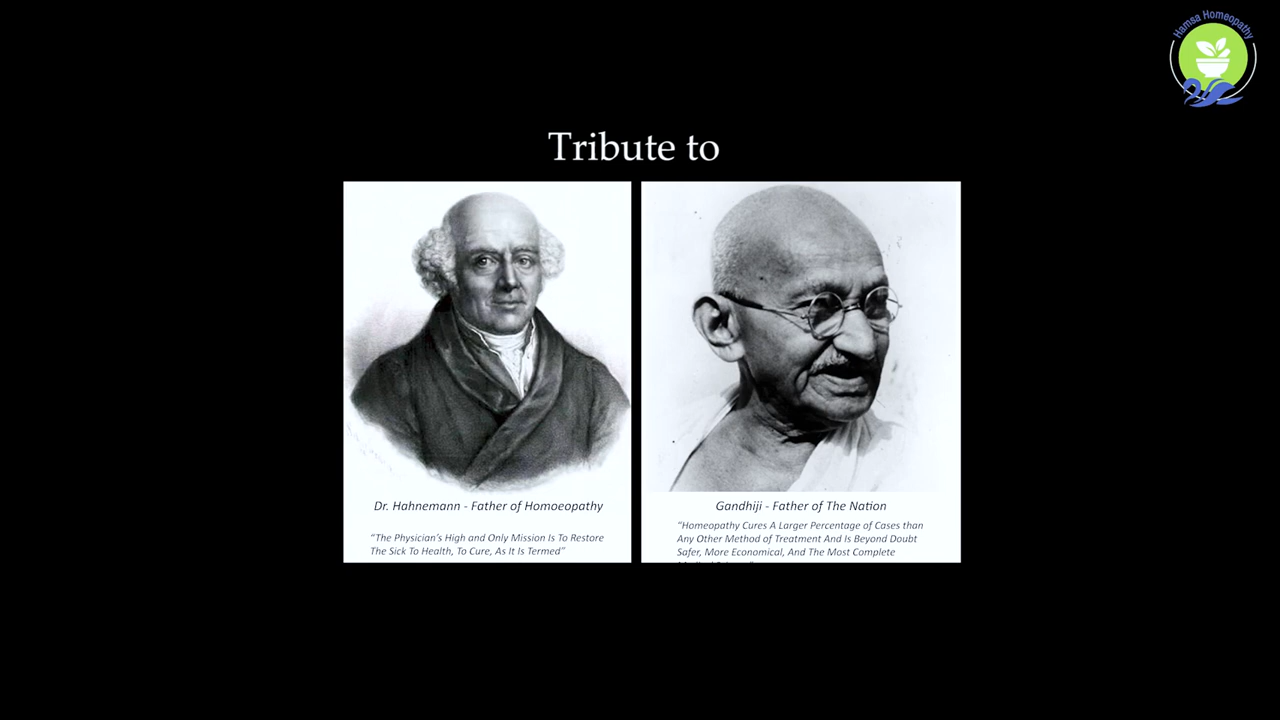 Hamsa Homeopathy
Tribute to
Dr. Hahnemann - Father of Homoeopathy
"The Physician's High and Only Mission Is To Restore
The Sick To Health, To Cure, As It Is Termed"
Gandhiji - Father of The Nation
"Homeopathy Cures A Larger Percentage of Cases than
Any Other Method of Treatment And Is Beyond Doubt
Safer, More Economical, And The Most Complete